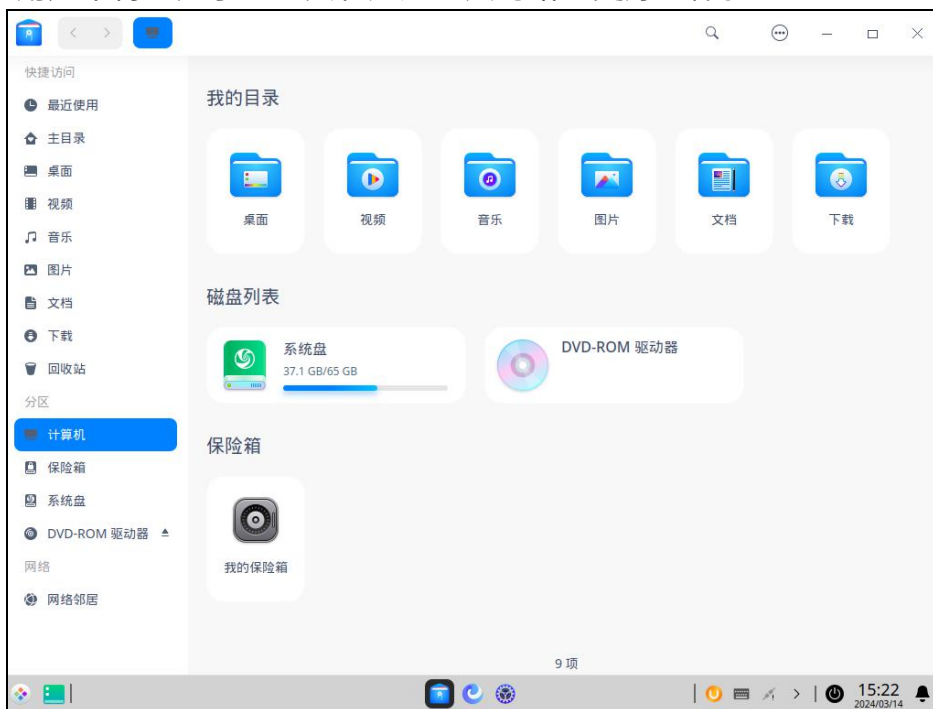 快捷访问
最近使用
主目录
桌面
视频
音乐
图片
文档
下载
回收站
分区
计算机
保险箱
系统盘
DVD-ROM 驱动器
网络
网络邻居
我的目录
桌面
视频
音乐
图片
文档
下载
磁盘列表
系统盘
37.1 GB/65 GB
DVD-ROM 驱动器
保险箱
我的保险箱
9 项
15:22
2024/03/14